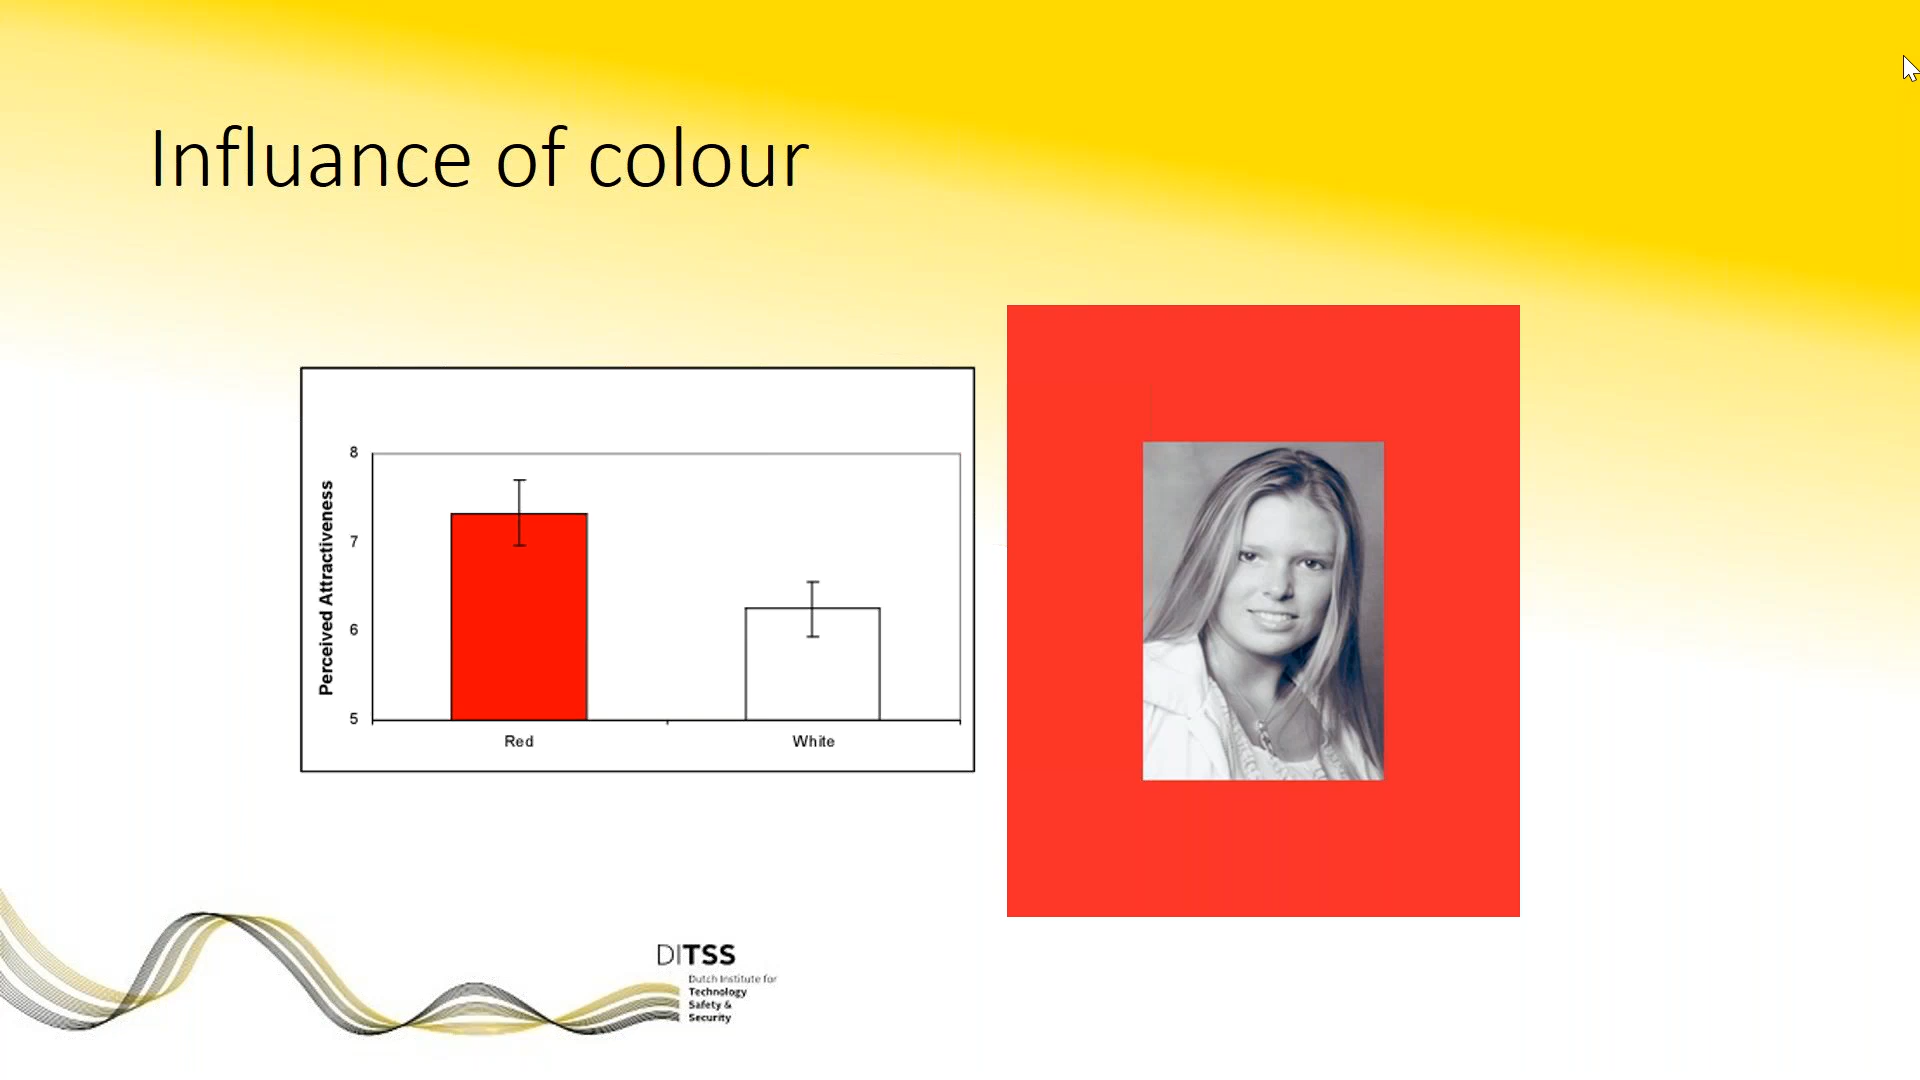 Influance of colour
Perceived Attractiveness
8
7
6
5
Red
White
DITSS
Dutch Institute for
Technology
Safety &
Security